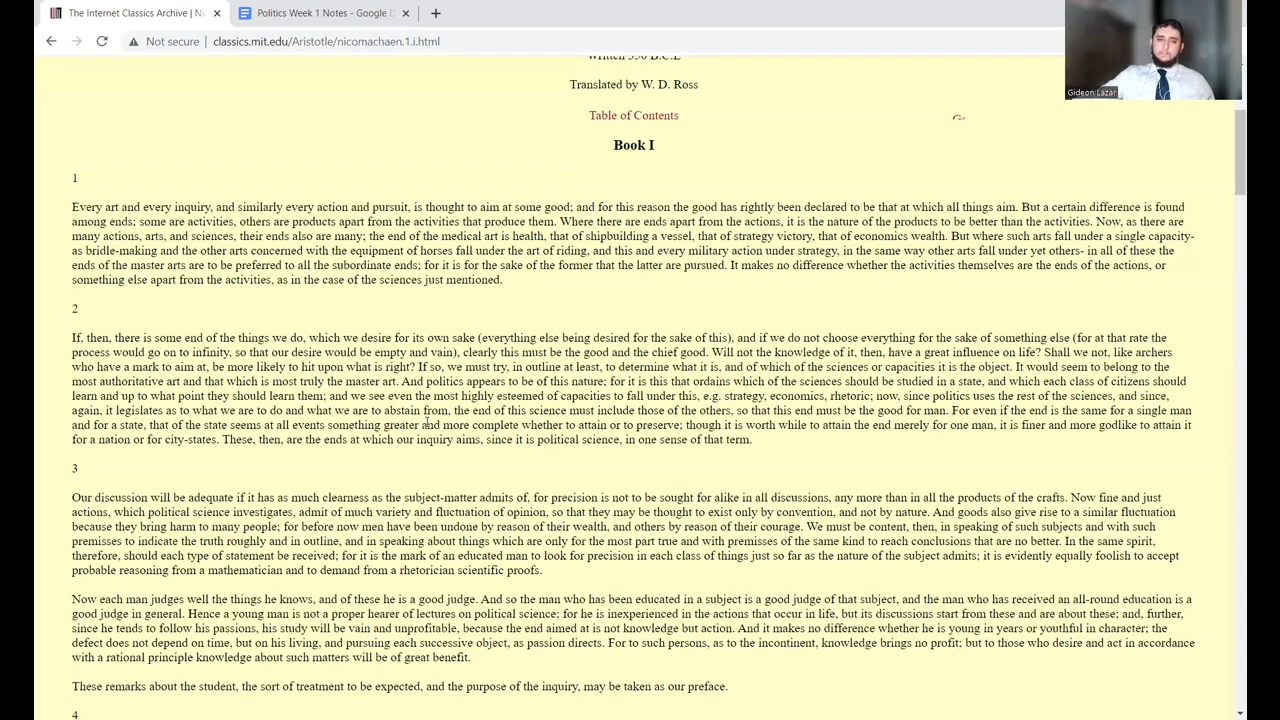 The Internet Classics Archive | Ni
Politics Week 1 Notes - Google D
Not secure
classics.mit.edu/Aristotle/nicomachaen.1.i.html
Gideon Lazar
Written 350 B.C.E
Translated by W. D. Ross
Table of Contents
Book I
1
Every art and every inquiry, and similarly every action and pursuit, is thought to aim at some good; and for this reason the good has rightly been declared to be that at which all things aim. But a certain difference is found
among ends; some are activities, others are products apart from the activities that produce them. Where there are ends apart from the actions, it is the nature of the products to be better than the activities. Now, as there are
many actions, arts, and sciences, their ends also are many; the end of the medical art is health, that of shipbuilding a vessel, that of strategy victory, that of economics wealth. But where such arts fall under a single capacity-
as bridle-making and the other arts concerned with the equipment of horses fall under the art of riding, and this and every military action under strategy, in the same way other arts fall under yet others- in all of these the
ends of the master arts are to be preferred to all the subordinate ends; for it is for the sake of the former that the latter are pursued. It makes no difference whether the activities themselves are the ends of the actions, or
something else apart from the activities, as in the case of the sciences just mentioned.
2
If, then, there is some end of the things we do, which we desire for its own sake (everything else being desired for the sake of this), and if we do not choose everything for the sake of something else (for at that rate the
process would go on to infinity, so that our desire would be empty and vain), clearly this must be the good and the chief good. Will not the knowledge of it, then, have a great influence on life? Shall we not, like archers
who have a mark to aim at, be more likely to hit upon what is right? If so, we must try, in outline at least, to determine what it is, and of which of the sciences or capacities it is the object. It would seem to belong to the
most authoritative art and that which is most truly the master art. And politics appears to be of this nature; for it is this that ordains which of the sciences should be studied in a state, and which each class of citizens should
learn and up to what point they should learn them; and we see even the most highly esteemed of capacities to fall under this, e.g. strategy, economics, rhetoric; now, since politics uses the rest of the sciences, and since,
again, it legislates as to what we are to do and what we are to abstain from, the end of this science must include those of the others, so that this end must be the good for man. For even if the end is the same for a single man
and for a state, that of the state seems at all events something greater and more complete whether to attain or to preserve; though it is worth while to attain the end merely for one man, it is finer and more godlike to attain it
for a nation or for city-states. These, then, are the ends at which our inquiry aims, since it is political science, in one sense of that term.
3
Our discussion will be adequate if it has as much clearness as the subject-matter admits of, for precision is not to be sought for alike in all discussions, any more than in all the products of the crafts. Now fine and just
actions, which political science investigates, admit of much variety and fluctuation of opinion, so that they may be thought to exist only by convention, and not by nature. And goods also give rise to a similar fluctuation
because they bring harm to many people; for before now men have been undone by reason of their wealth, and others by reason of their courage. We must be content, then, in speaking of such subjects and with such
premisses to indicate the truth roughly and in outline, and in speaking about things which are only for the most part true and with premisses of the same kind to reach conclusions that are no better. In the same spirit,
therefore, should each type of statement be received; for it is the mark of an educated man to look for precision in each class of things just so far as the nature of the subject admits; it is evidently equally foolish to accept
probable reasoning from a mathematician and to demand from a rhetorician scientific proofs.
Now each man judges well the things he knows, and of these he is a good judge. And so the man who has been educated in a subject is a good judge of that subject, and the man who has received an all-round education is a
good judge in general. Hence a young man is not a proper hearer of lectures on political science; for he is inexperienced in the actions that occur in life, but its discussions start from these and are about these; and, further,
since he tends to follow his passions, his study will be vain and unprofitable, because the end aimed at is not knowledge but action. And it makes no difference whether he is young in years or youthful in character; the
defect does not depend on time, but on his living, and pursuing each successive object, as passion directs. For to such persons, as to the incontinent, knowledge brings no profit; but to those who desire and act in accordance
with a rational principle knowledge about such matters will be of great benefit.
These remarks about the student, the sort of treatment to be expected, and the purpose of the inquiry, may be taken as our preface.
4